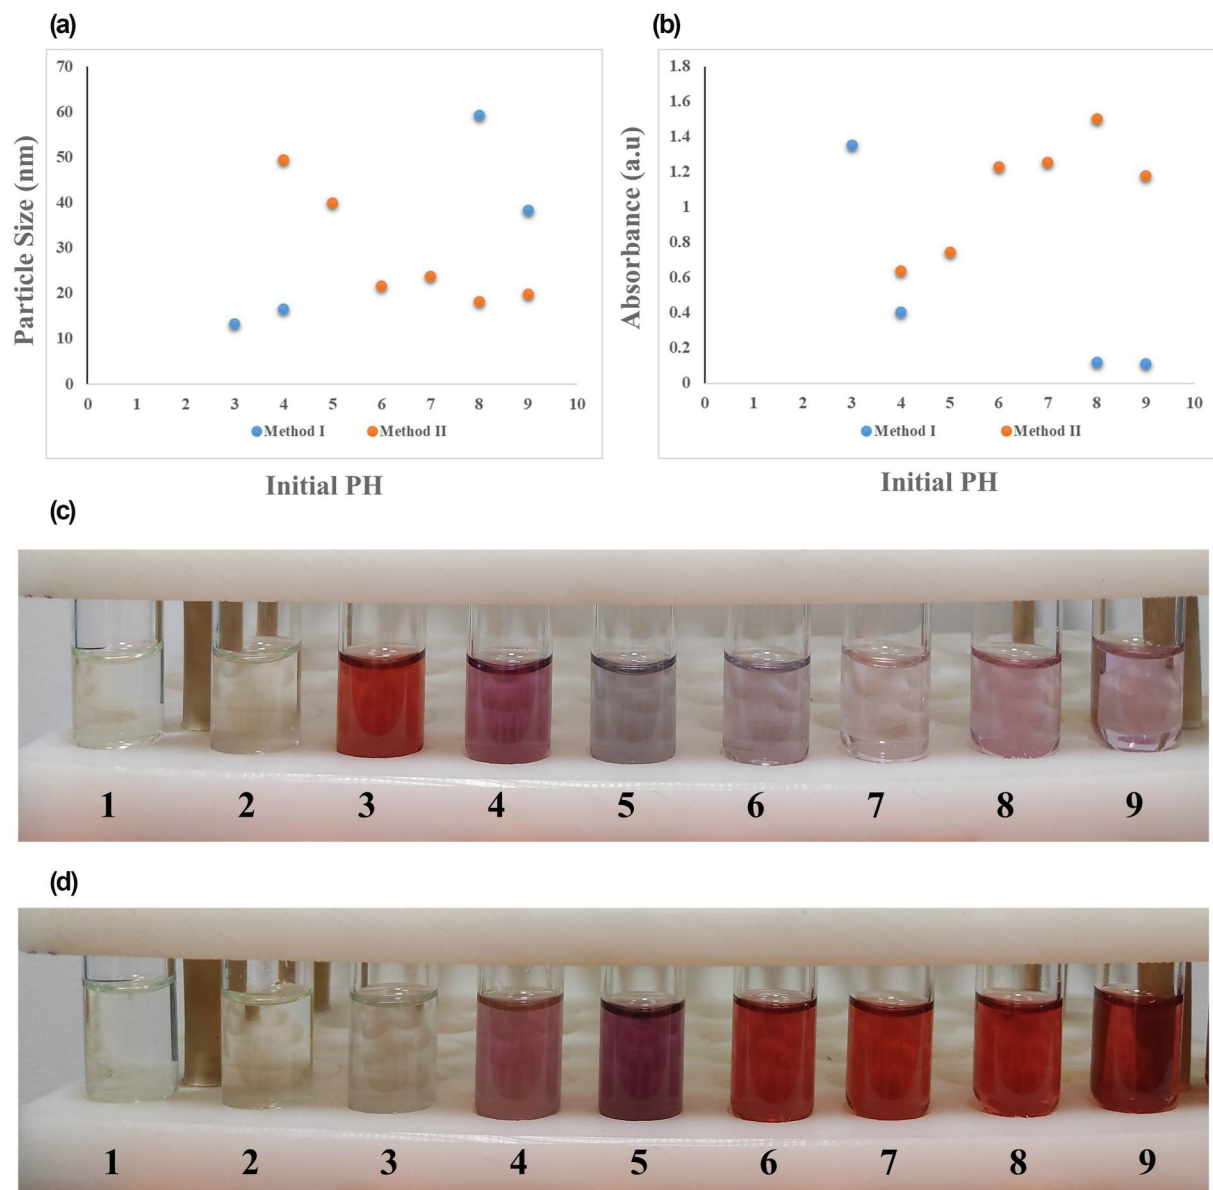 (a)
70
60
50
40
30
20
10
0
Particle Size (nm)
0 1 2 3 4 5 6 7 8 9 10
Method I Method II
Initial PH
(b)
1.8
1.6
1.4
1.2
1
0.8
0.6
0.4
0.2
0
Absorbance (a.u)
0 1 2 3 4 5 6 7 8 9 10
Method I Method II
Initial PH
(c)
1 2 3 4 5 6 7 8 9
(d)
1 2 3 4 5 6 7 8 9